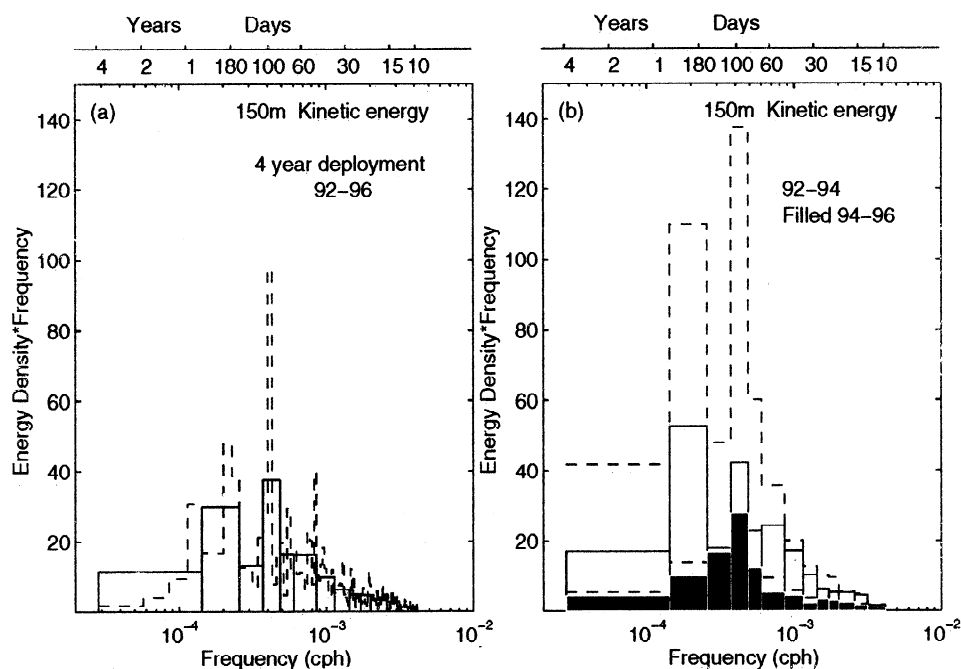 Years Days
4 2 1 180 100 60 30 15 10
(a) 150m Kinetic energy
4 year deployment
92–96
140
120
100
80
60
40
20
Energy Density*Frequency
10⁻⁴ 10⁻³ 10⁻²
Frequency (cph)
Years Days
4 2 1 180 100 60 30 15 10
(b) 150m Kinetic energy
92–94
Filled 94–96
140
120
100
80
60
40
20
Energy Density*Frequency
10⁻⁴ 10⁻³ 10⁻²
Frequency (cph)